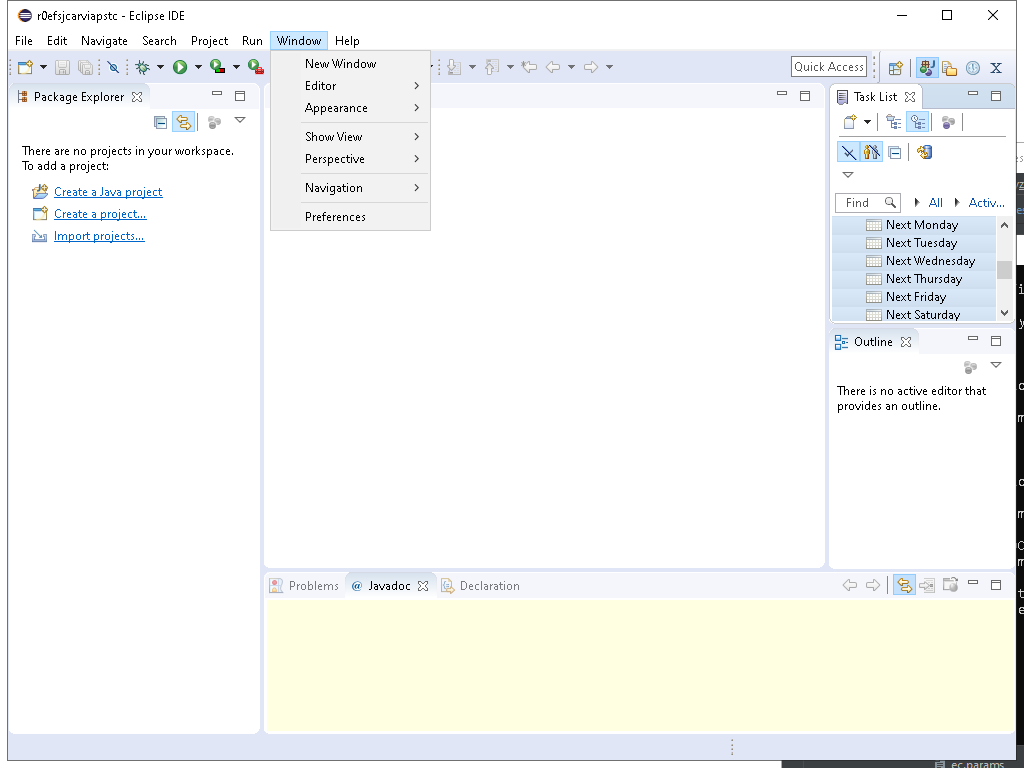 r0efsjcarviapstc - Eclipse IDE
File Edit Navigate Search Project Run Window Help
Quick Access
New Window
Editor
Appearance
Show View
Perspective
Navigation
Preferences
Package Explorer
There are no projects in your workspace.
To add a project:
Create a Java project
Create a project...
Import projects...
Task List
Find All Activ...
Next Monday
Next Tuesday
Next Wednesday
Next Thursday
Next Friday
Next Saturday
Outline
There is no active editor that
provides an outline.
Problems @ Javadoc Declaration
ec.params